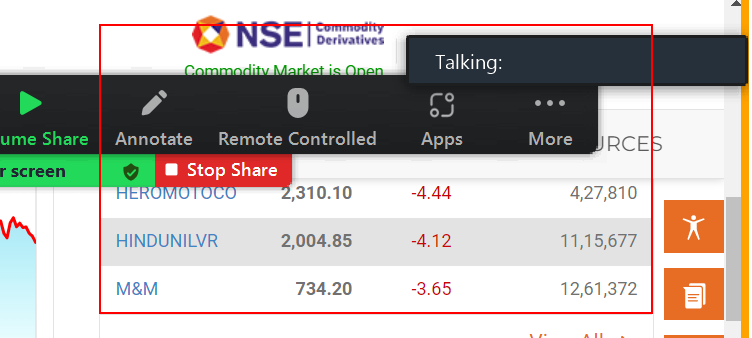 NSE Commodity Derivatives
Commodity Market is Open
Talking:
ume Share Annotate Remote Controlled Apps More
URCES
r screen Stop Share
HEROMOTOCO 2,310.10 -4.44 4,27,810
HINDUNILVR 2,004.85 -4.12 11,15,677
M&M 734.20 -3.65 12,61,372
View All